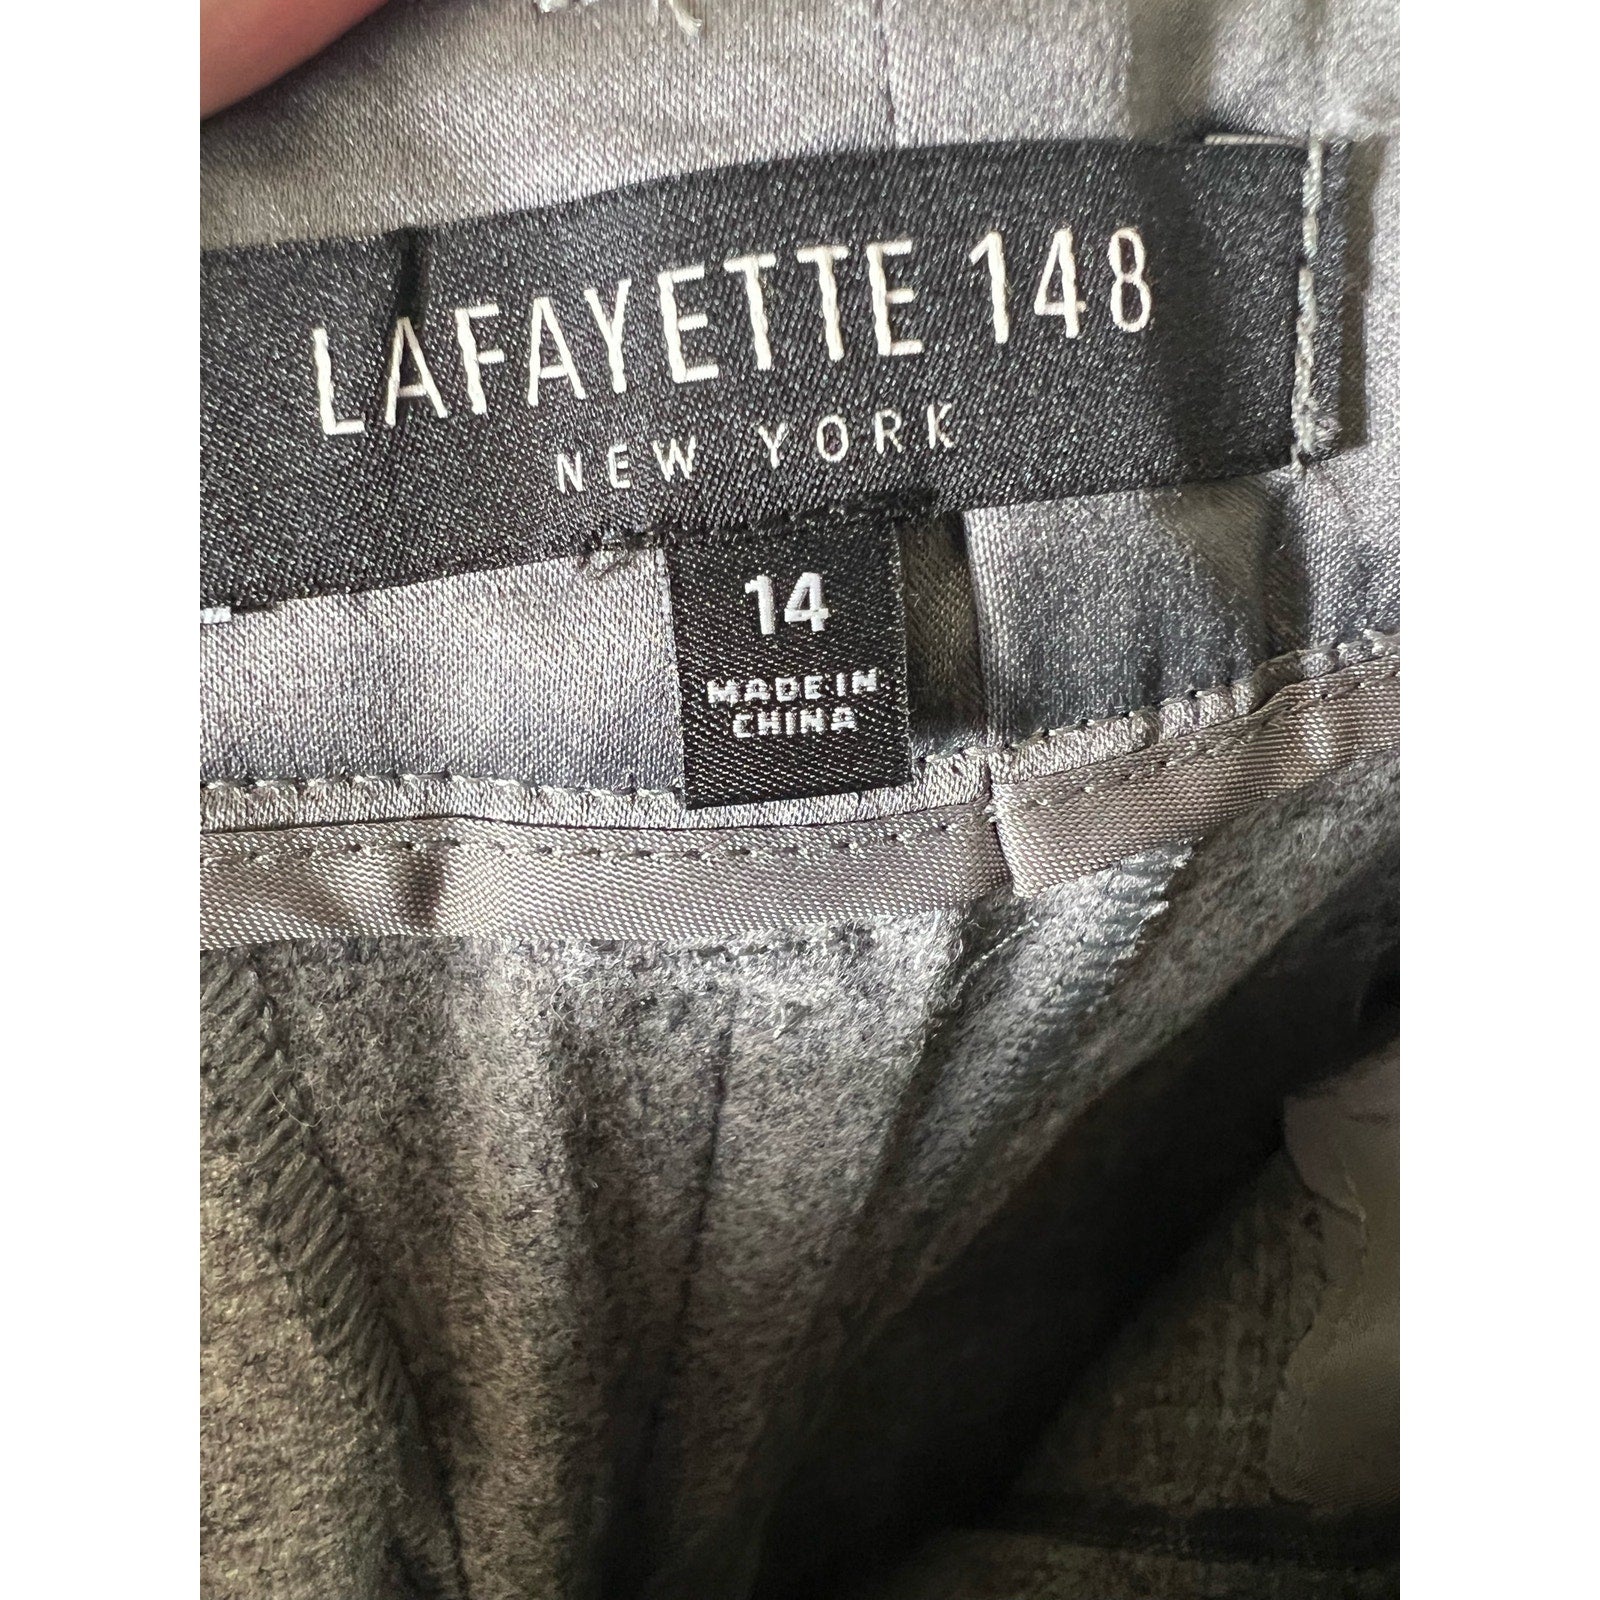 LAFAYETTE 148
NEW YORK
14
MADE IN
CHINA